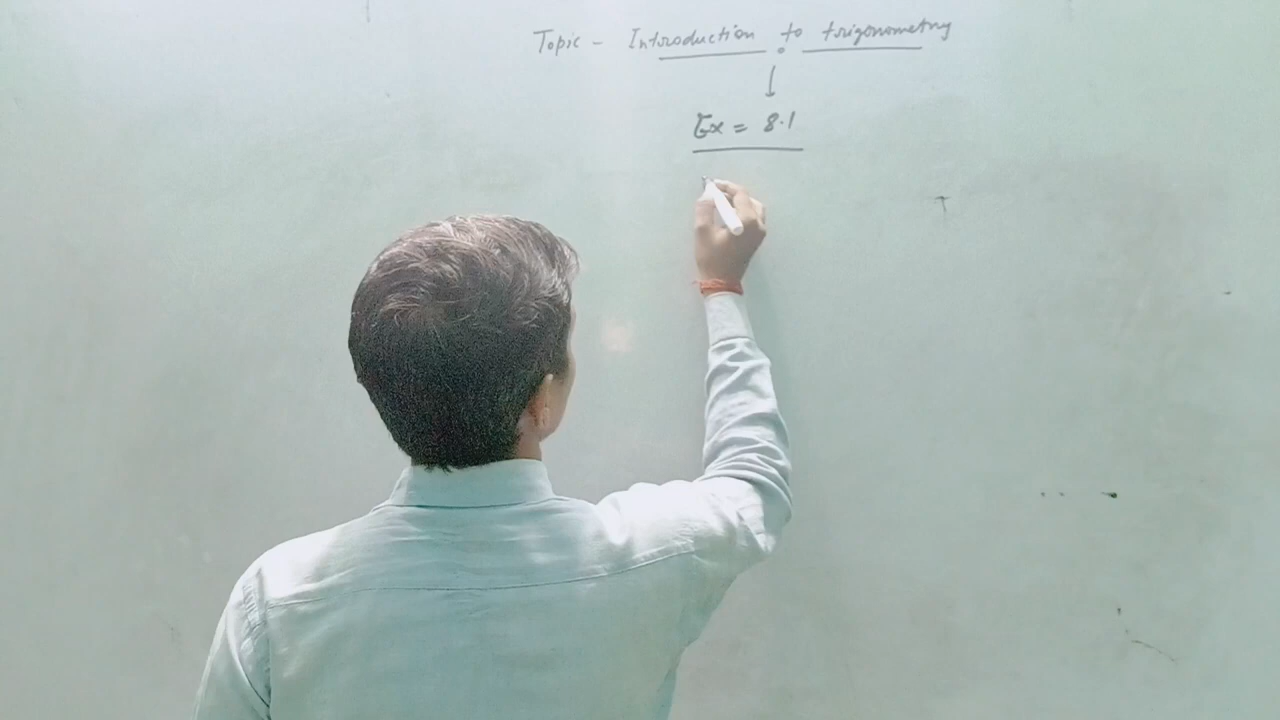 Topic - Introduction to trigonometry
Ex = 8.1